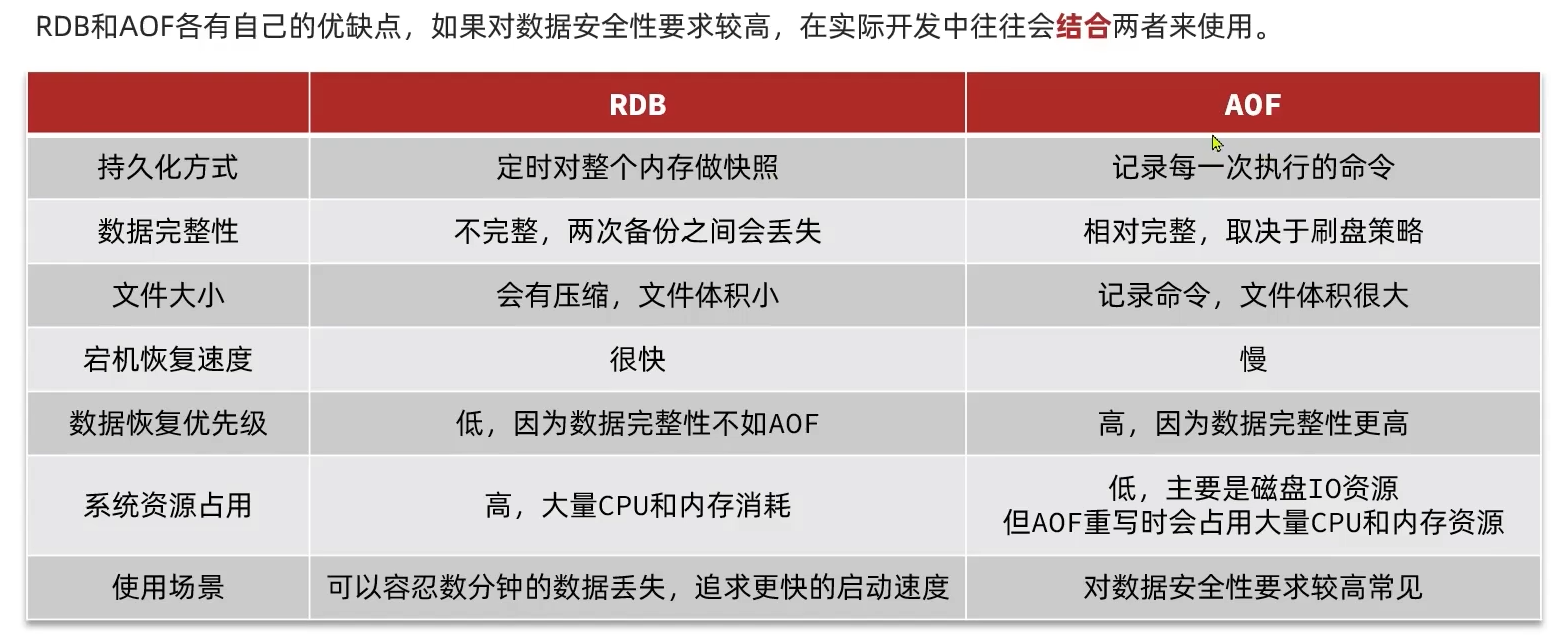 RDB和AOF各有自己的优缺点，如果对数据安全性要求较高，在实际开发中往往会结合两者来使用。
RDB AOF
持久化方式 定时对整个内存做快照 记录每一次执行的命令
数据完整性 不完整，两次备份之间会丢失 相对完整，取决于刷盘策略
文件大小 会有压缩，文件体积小 记录命令，文件体积很大
宕机恢复速度 很快 慢
数据恢复优先级 低，因为数据完整性不如AOF 高，因为数据完整性更高
系统资源占用 高，大量CPU和内存消耗 低，主要是磁盘IO资源
但AOF重写时会占用大量CPU和内存资源
使用场景 可以容忍数分钟的数据丢失，追求更快的启动速度 对数据安全性要求较高常见